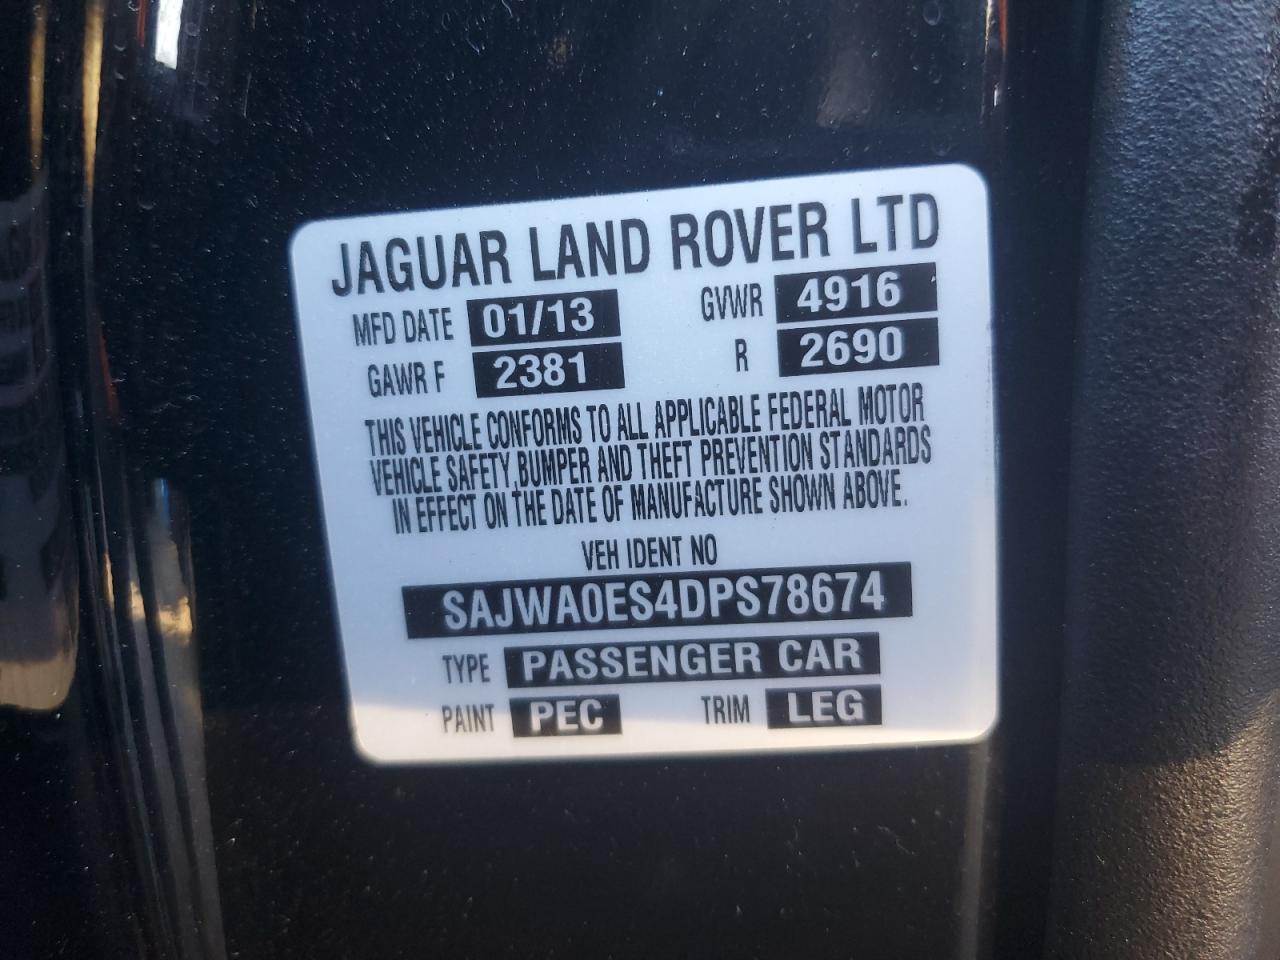 JAGUAR LAND ROVER LTD
MFD DATE 01/13 GVWR 4916
GAWR F 2381 R 2690
THIS VEHICLE CONFORMS TO ALL APPLICABLE FEDERAL MOTOR
VEHICLE SAFETY,BUMPER AND THEFT PREVENTION STANDARDS
IN EFFECT ON THE DATE OF MANUFACTURE SHOWN ABOVE.
VEH IDENT NO
SAJWA0ES4DPS78674
TYPE PASSENGER CAR
PAINT PEC TRIM LEG